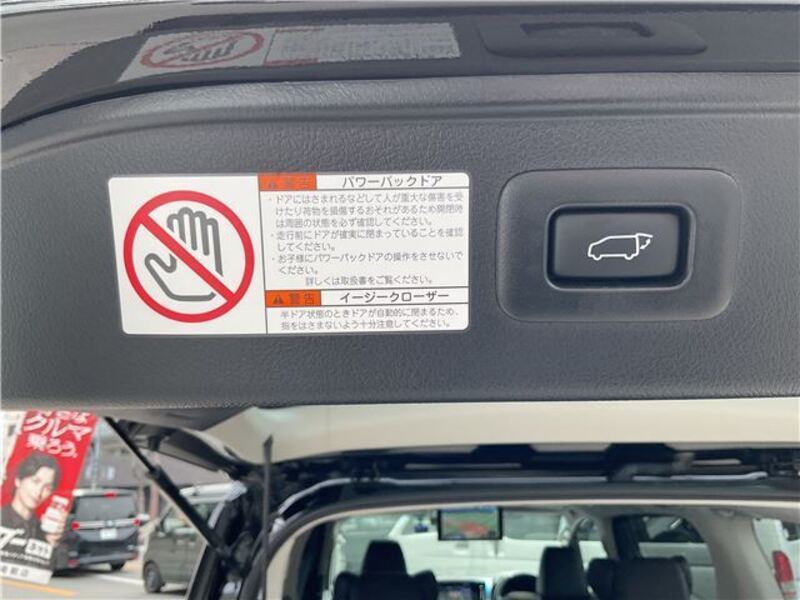 警告 パワーバックドア
・ドアにはさまれるなどして人が重大な傷害を受
けたり荷物を損傷するおそれがあるため開閉時
は周囲の状態を必ず確認してください。
・走行前にドアが確実に閉まっていることを確認
してください。
・お子様にパワーバックドアの操作をさせないで
ください。
詳しくは取扱書をご覧ください。
警告 イージークローザー
半ドア状態のときドアが自動的に閉まるため、
指をはさまないよう十分注意してください。
クルマ
乗ろう。